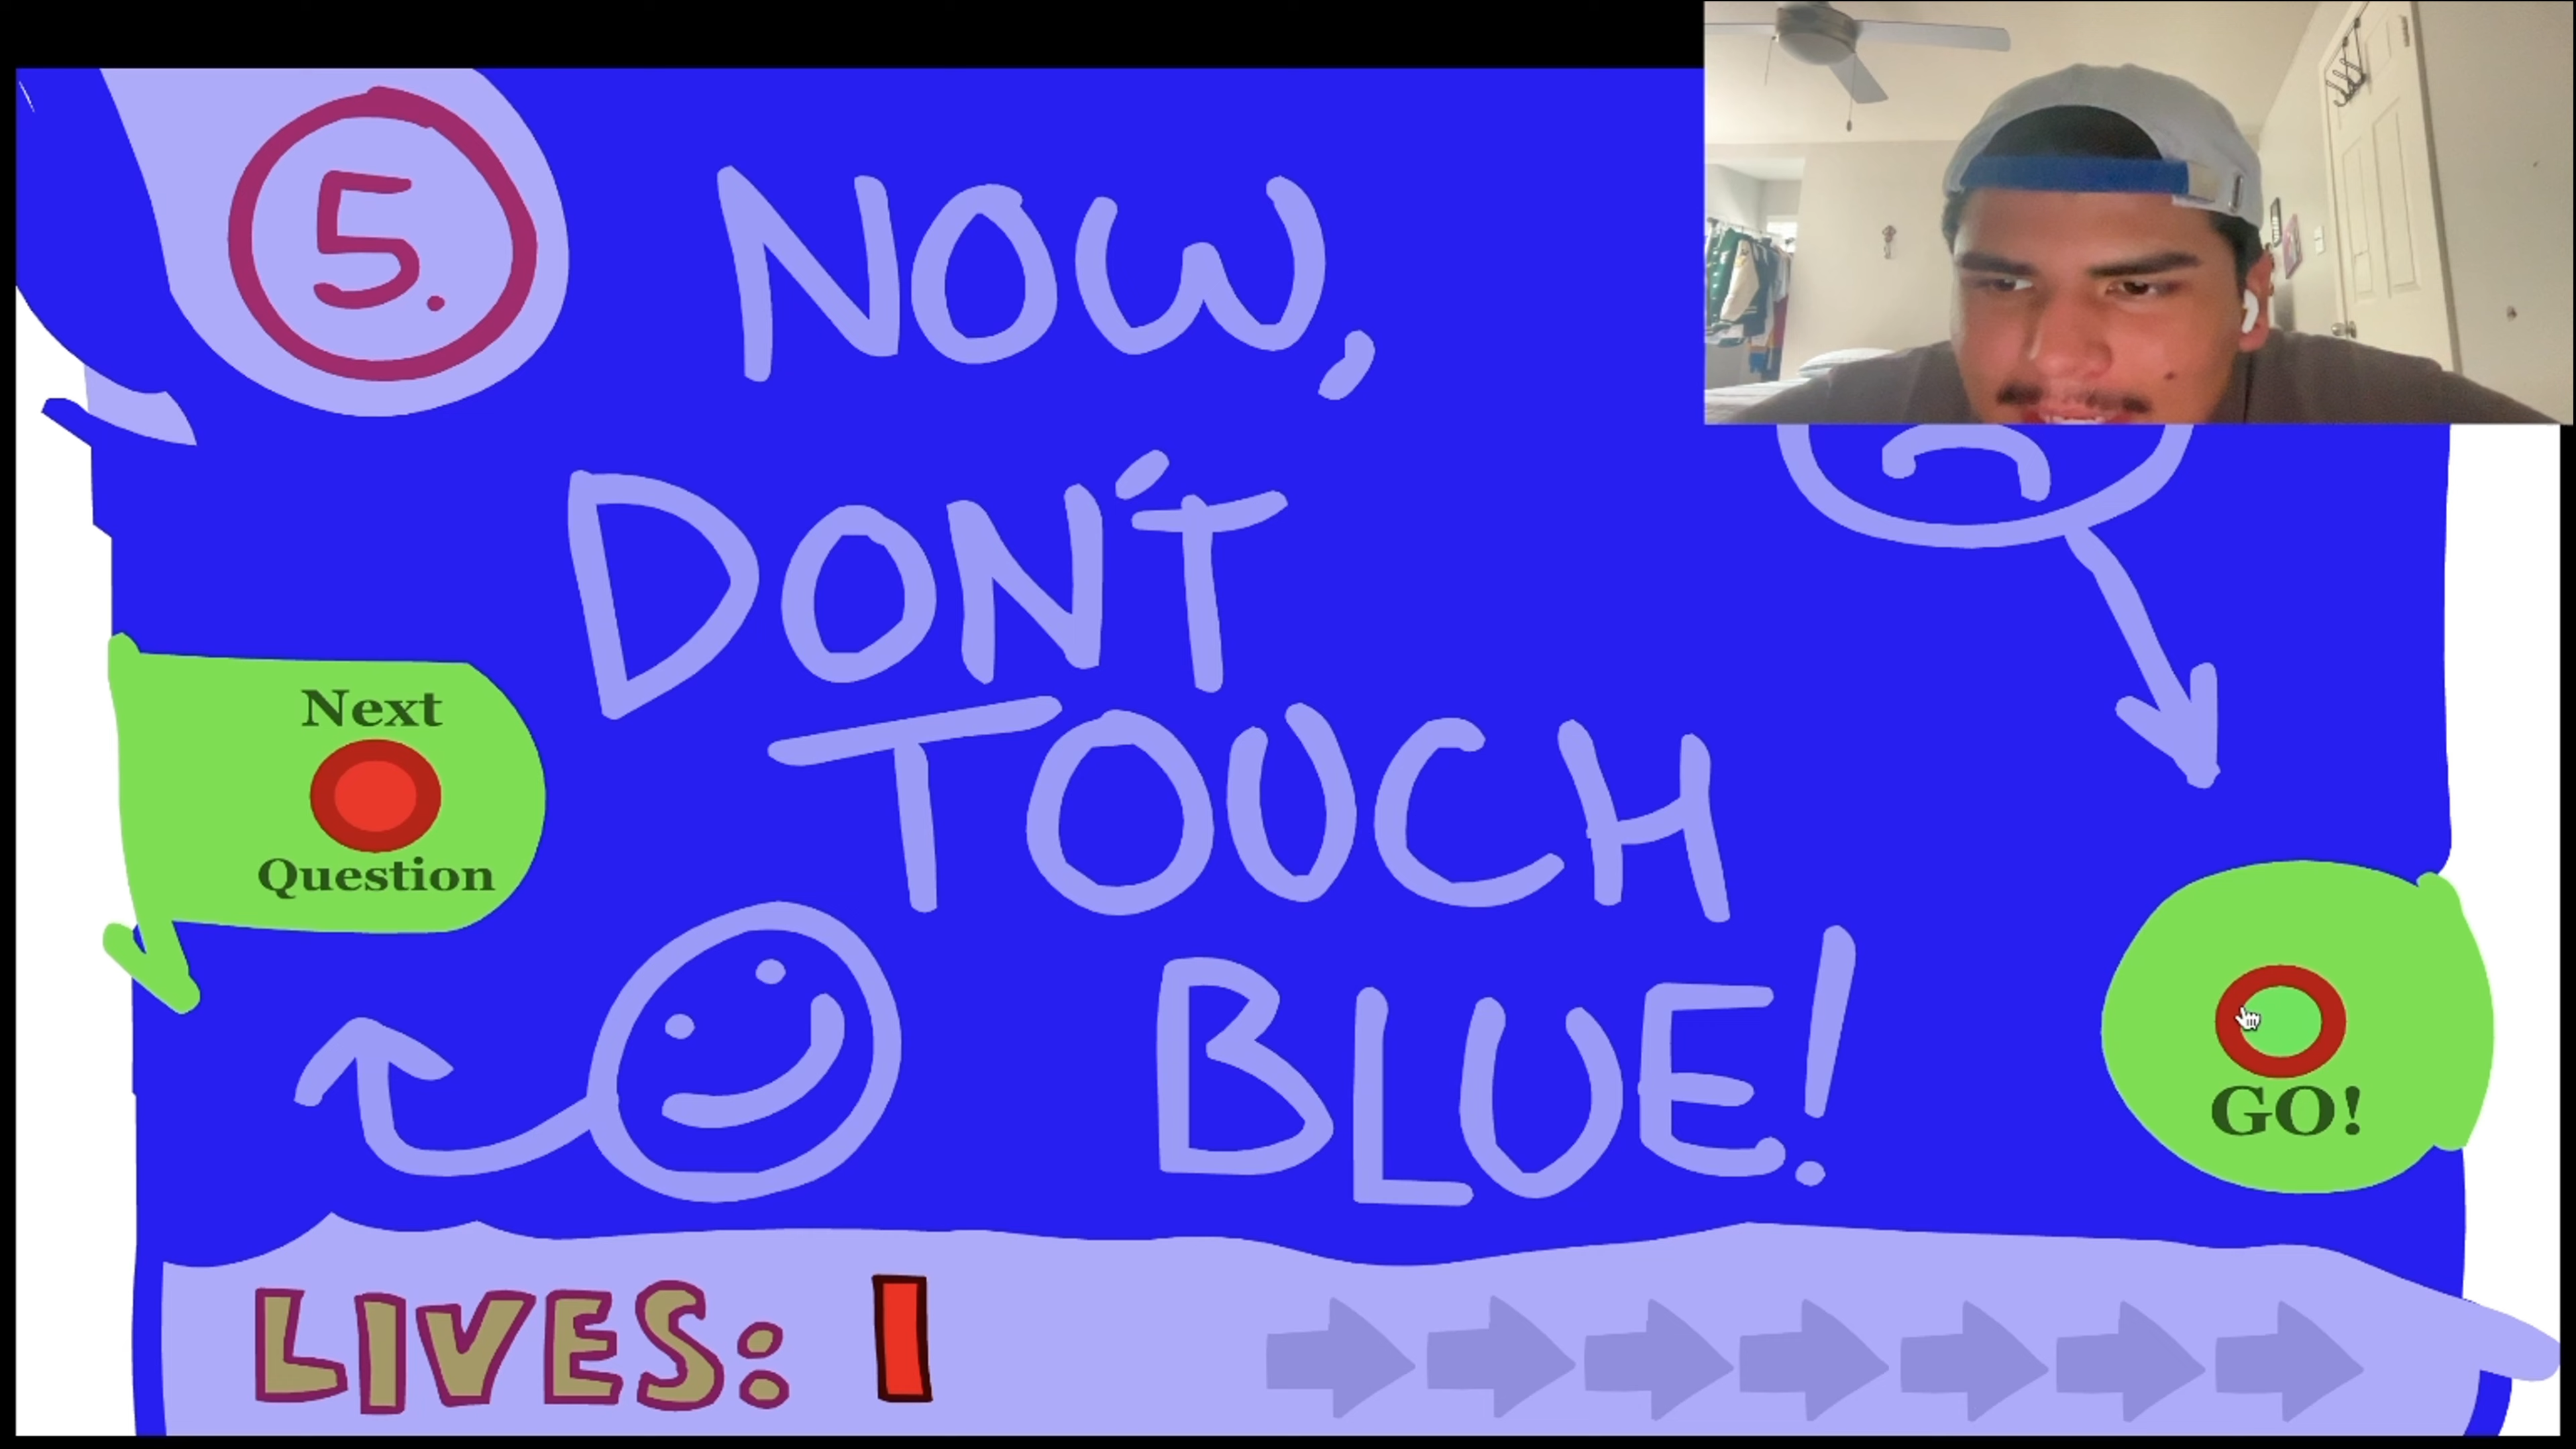 5.
NOW,
DON'T
TOUCH
BLUE!
Next
Question
GO!
LIVES: 1